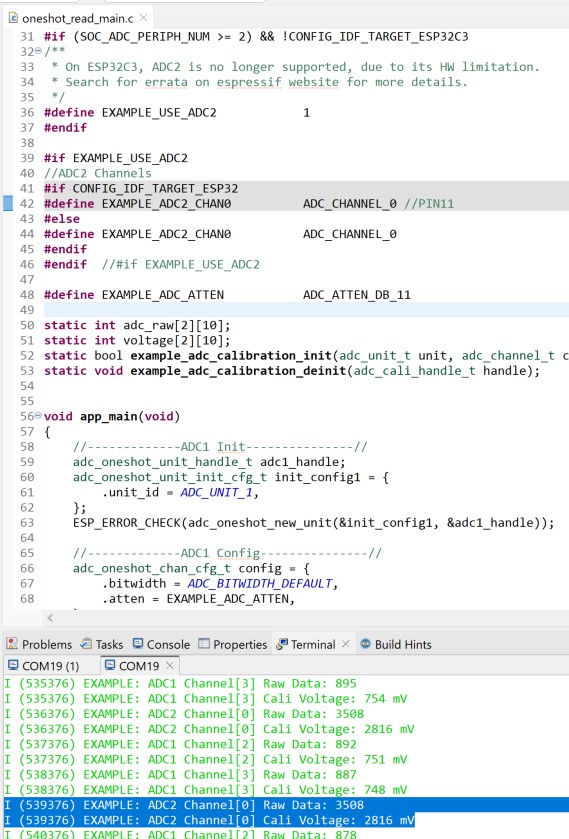 oneshot_read_main.c
31 #if (SOC_ADC_PERIPH_NUM >= 2) && !CONFIG_IDF_TARGET_ESP32C3
32 /**
33  * On ESP32C3, ADC2 is no longer supported, due to its HW limitation.
34  * Search for errata on espressif website for more details.
35  */
36 #define EXAMPLE_USE_ADC2            1
37 #endif
38
39 #if EXAMPLE_USE_ADC2
40 //ADC2 Channels
41 #if CONFIG_IDF_TARGET_ESP32
42 #define EXAMPLE_ADC2_CHAN0          ADC_CHANNEL_0 //PIN11
43 #else
44 #define EXAMPLE_ADC2_CHAN0          ADC_CHANNEL_0
45 #endif
46 #endif  //#if EXAMPLE_USE_ADC2
47
48 #define EXAMPLE_ADC_ATTEN           ADC_ATTEN_DB_11
49
50 static int adc_raw[2][10];
51 static int voltage[2][10];
52 static bool example_adc_calibration_init(adc_unit_t unit, adc_channel_t c
53 static void example_adc_calibration_deinit(adc_cali_handle_t handle);
54
55
56 void app_main(void)
57 {
58     //-------------ADC1 Init---------------//
59     adc_oneshot_unit_handle_t adc1_handle;
60     adc_oneshot_unit_init_cfg_t init_config1 = {
61         .unit_id = ADC_UNIT_1,
62     };
63     ESP_ERROR_CHECK(adc_oneshot_new_unit(&init_config1, &adc1_handle));
64
65     //-------------ADC1 Config---------------//
66     adc_oneshot_chan_cfg_t config = {
67         .bitwidth = ADC_BITWIDTH_DEFAULT,
68         .atten = EXAMPLE_ADC_ATTEN,
Problems Tasks Console Properties Terminal Build Hints
COM19 (1) COM19
I (535376) EXAMPLE: ADC1 Channel[3] Raw Data: 895
I (535376) EXAMPLE: ADC1 Channel[3] Cali Voltage: 754 mV
I (536376) EXAMPLE: ADC2 Channel[0] Raw Data: 3508
I (536376) EXAMPLE: ADC2 Channel[0] Cali Voltage: 2816 mV
I (537376) EXAMPLE: ADC1 Channel[2] Raw Data: 892
I (537376) EXAMPLE: ADC1 Channel[2] Cali Voltage: 751 mV
I (538376) EXAMPLE: ADC1 Channel[3] Raw Data: 887
I (538376) EXAMPLE: ADC1 Channel[3] Cali Voltage: 748 mV
I (539376) EXAMPLE: ADC2 Channel[0] Raw Data: 3508
I (539376) EXAMPLE: ADC2 Channel[0] Cali Voltage: 2816 mV
I (540376) EXAMPLE: ADC1 Channel[2] Raw Data: 878